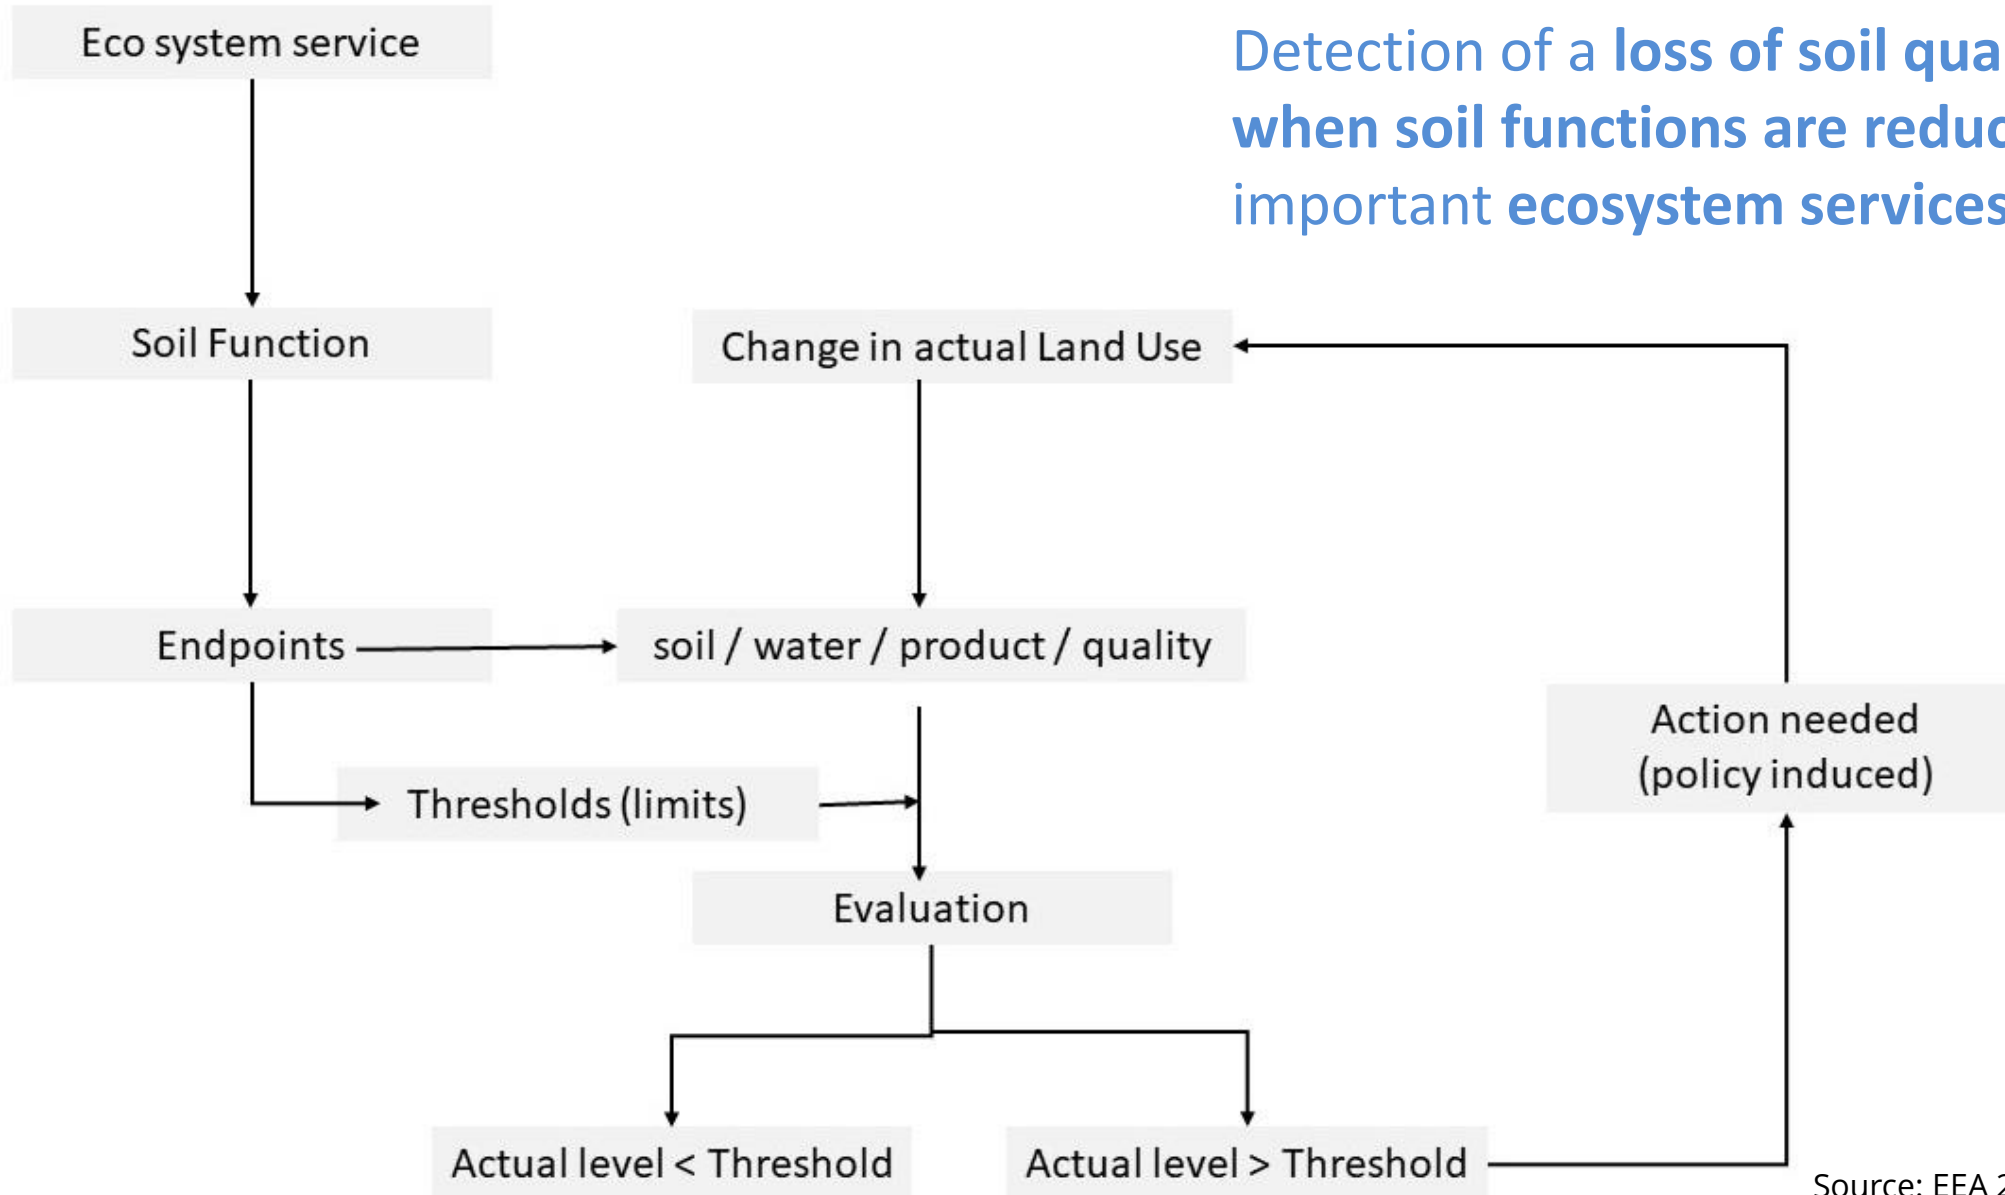 Eco system service
Detection of a loss of soil
when soil functions are
important ecosystem services
Soil Function
Change in actual Land Use
Endpoints
soil / water / product / quality
Action needed
(policy induced)
Thresholds (limits)
Evaluation
Actual level < Threshold
Actual level > Threshold
Source: EEA